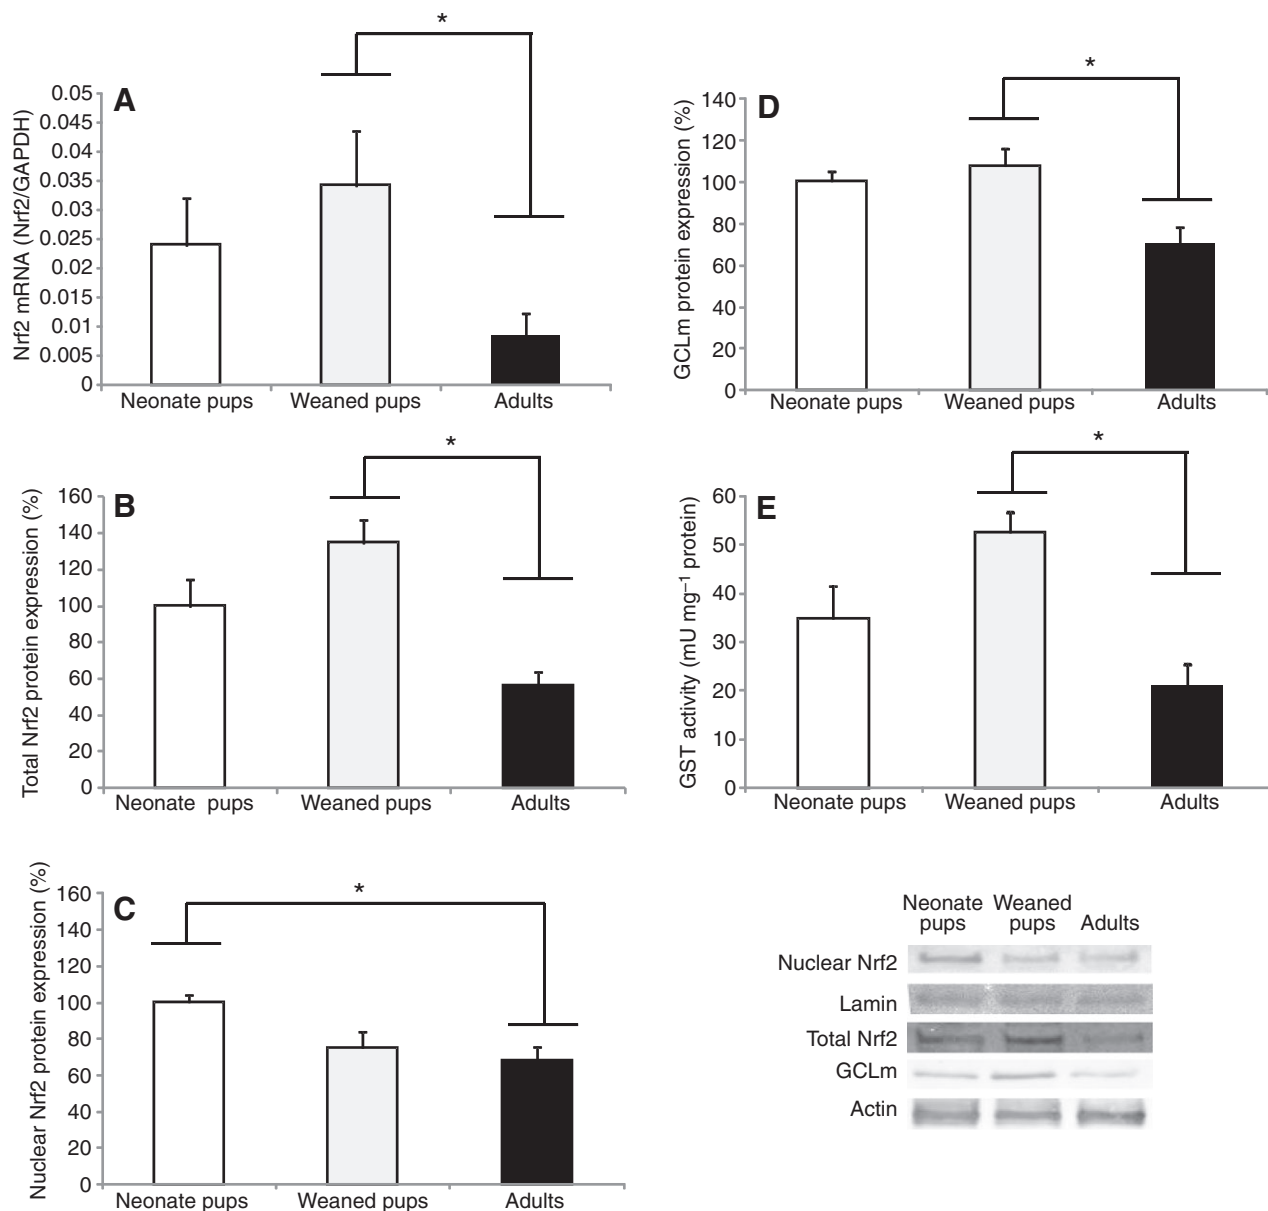 *
A
Nrf2 mRNA (Nrf2/GAPDH)
0.05
0.045
0.04
0.035
0.03
0.025
0.02
0.015
0.01
0.005
0
Neonate pups Weaned pups Adults
*
B
Total Nrf2 protein expression (%)
160
140
120
100
80
60
40
20
0
Neonate pups Weaned pups Adults
*
C
Nuclear Nrf2 protein expression (%)
160
140
120
100
80
60
40
20
0
Neonate pups Weaned pups Adults
*
D
GCLm protein expression (%)
140
120
100
80
60
40
20
0
Neonate pups Weaned pups Adults
*
E
GST activity (mU mg⁻¹ protein)
60
50
40
30
20
10
0
Neonate pups Weaned pups Adults
Neonate Weaned
pups pups Adults
Nuclear Nrf2
Lamin
Total Nrf2
GCLm
Actin